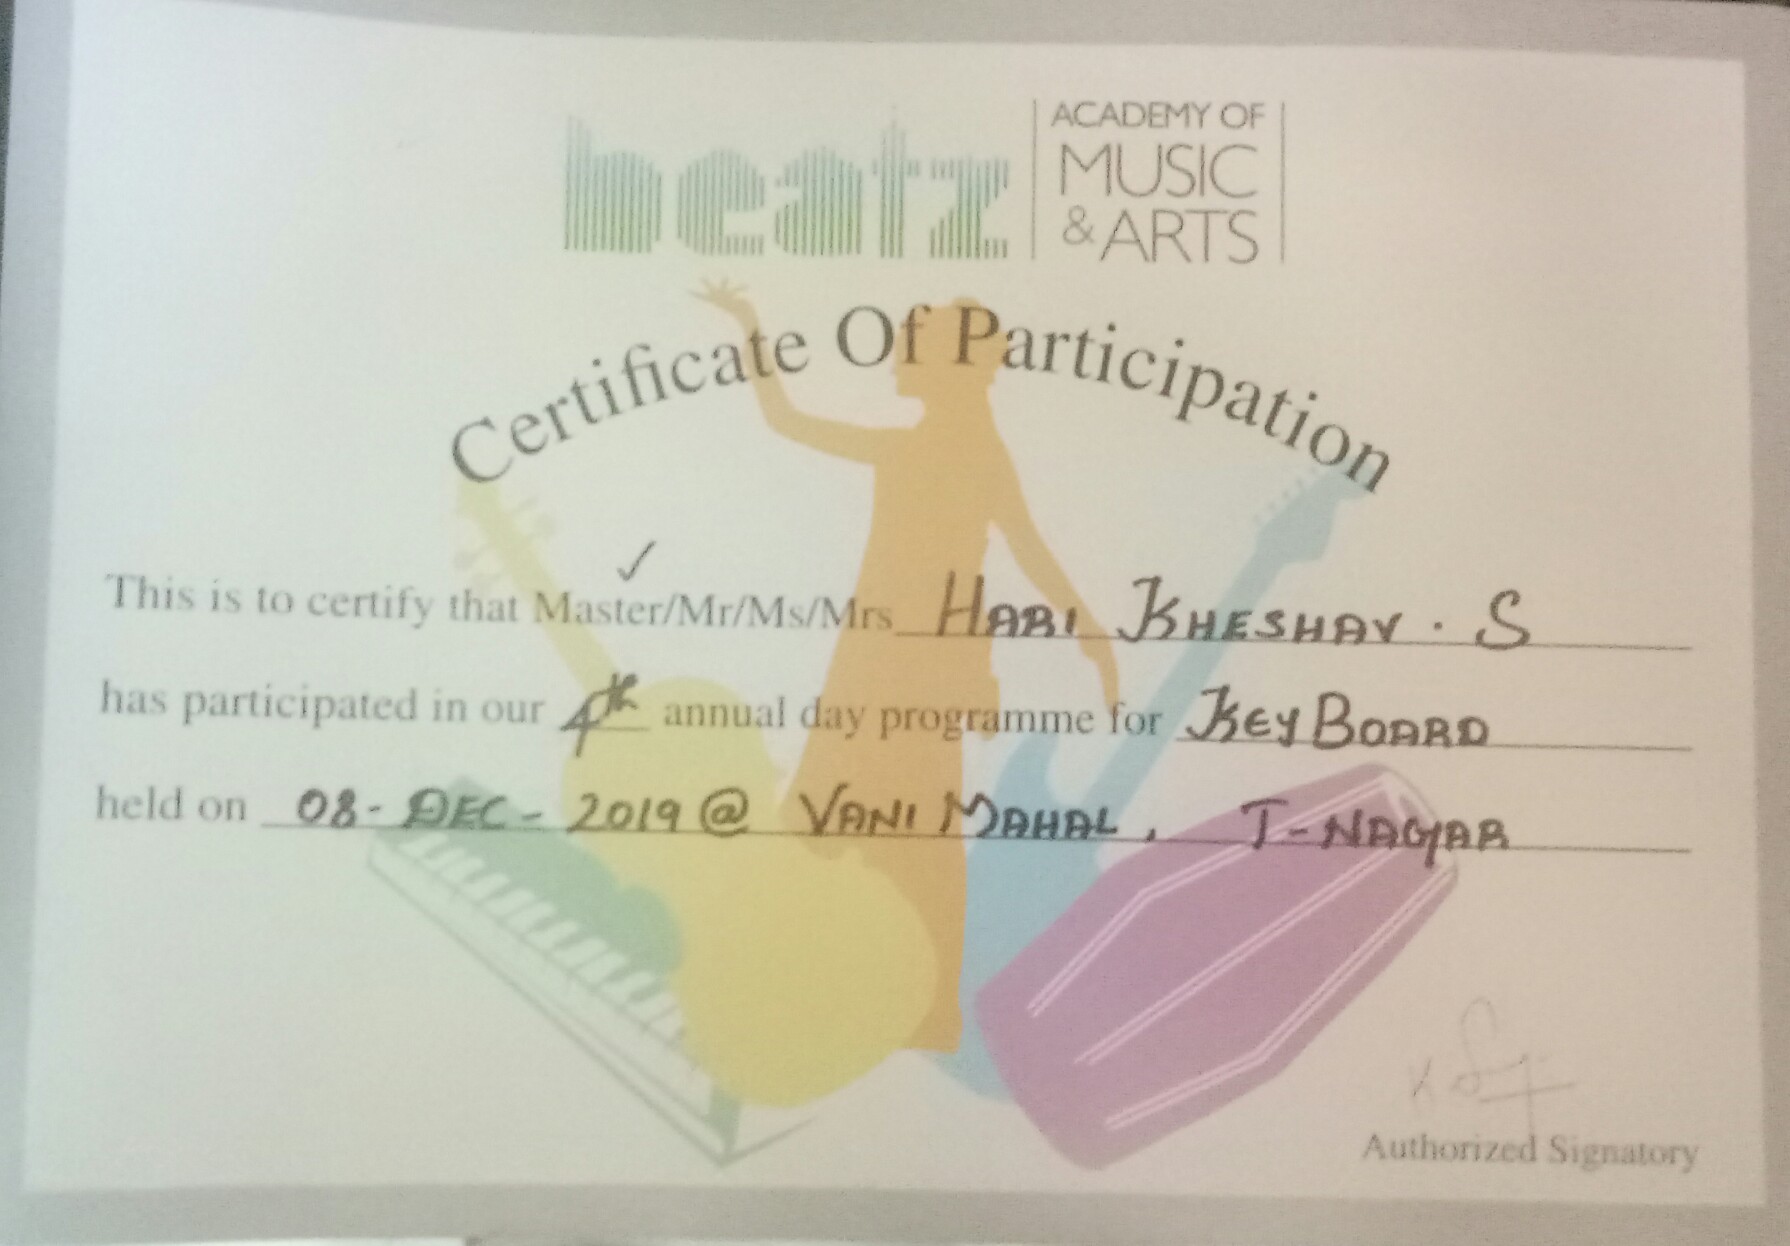 beatz
ACADEMY OF
MUSIC
& ARTS
Certificate Of Participation
This is to certify that Master/Mr/Ms/Mrs HARI KHESHAV . S
has participated in our 4th annual day programme for KEY BOARD
held on 08 - DEC - 2019 @ VANI MAHAL, T - NAGAR
Authorized Signatory